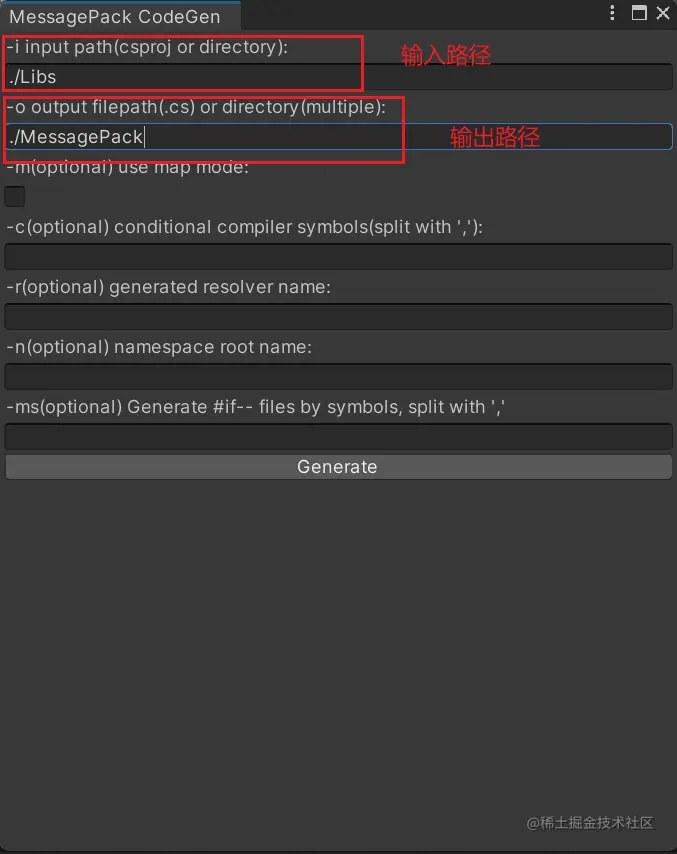 MessagePack CodeGen
-i input path(csproj or directory):
输入路径
./Libs
-o output filepath(.cs) or directory(multiple):
./MessagePack
输出路径
-m(optional) use map mode:
-c(optional) conditional compiler symbols(split with ','):
-r(optional) generated resolver name:
-n(optional) namespace root name:
-ms(optional) Generate #if-- files by symbols, split with ','
Generate
@稀土掘金技术社区